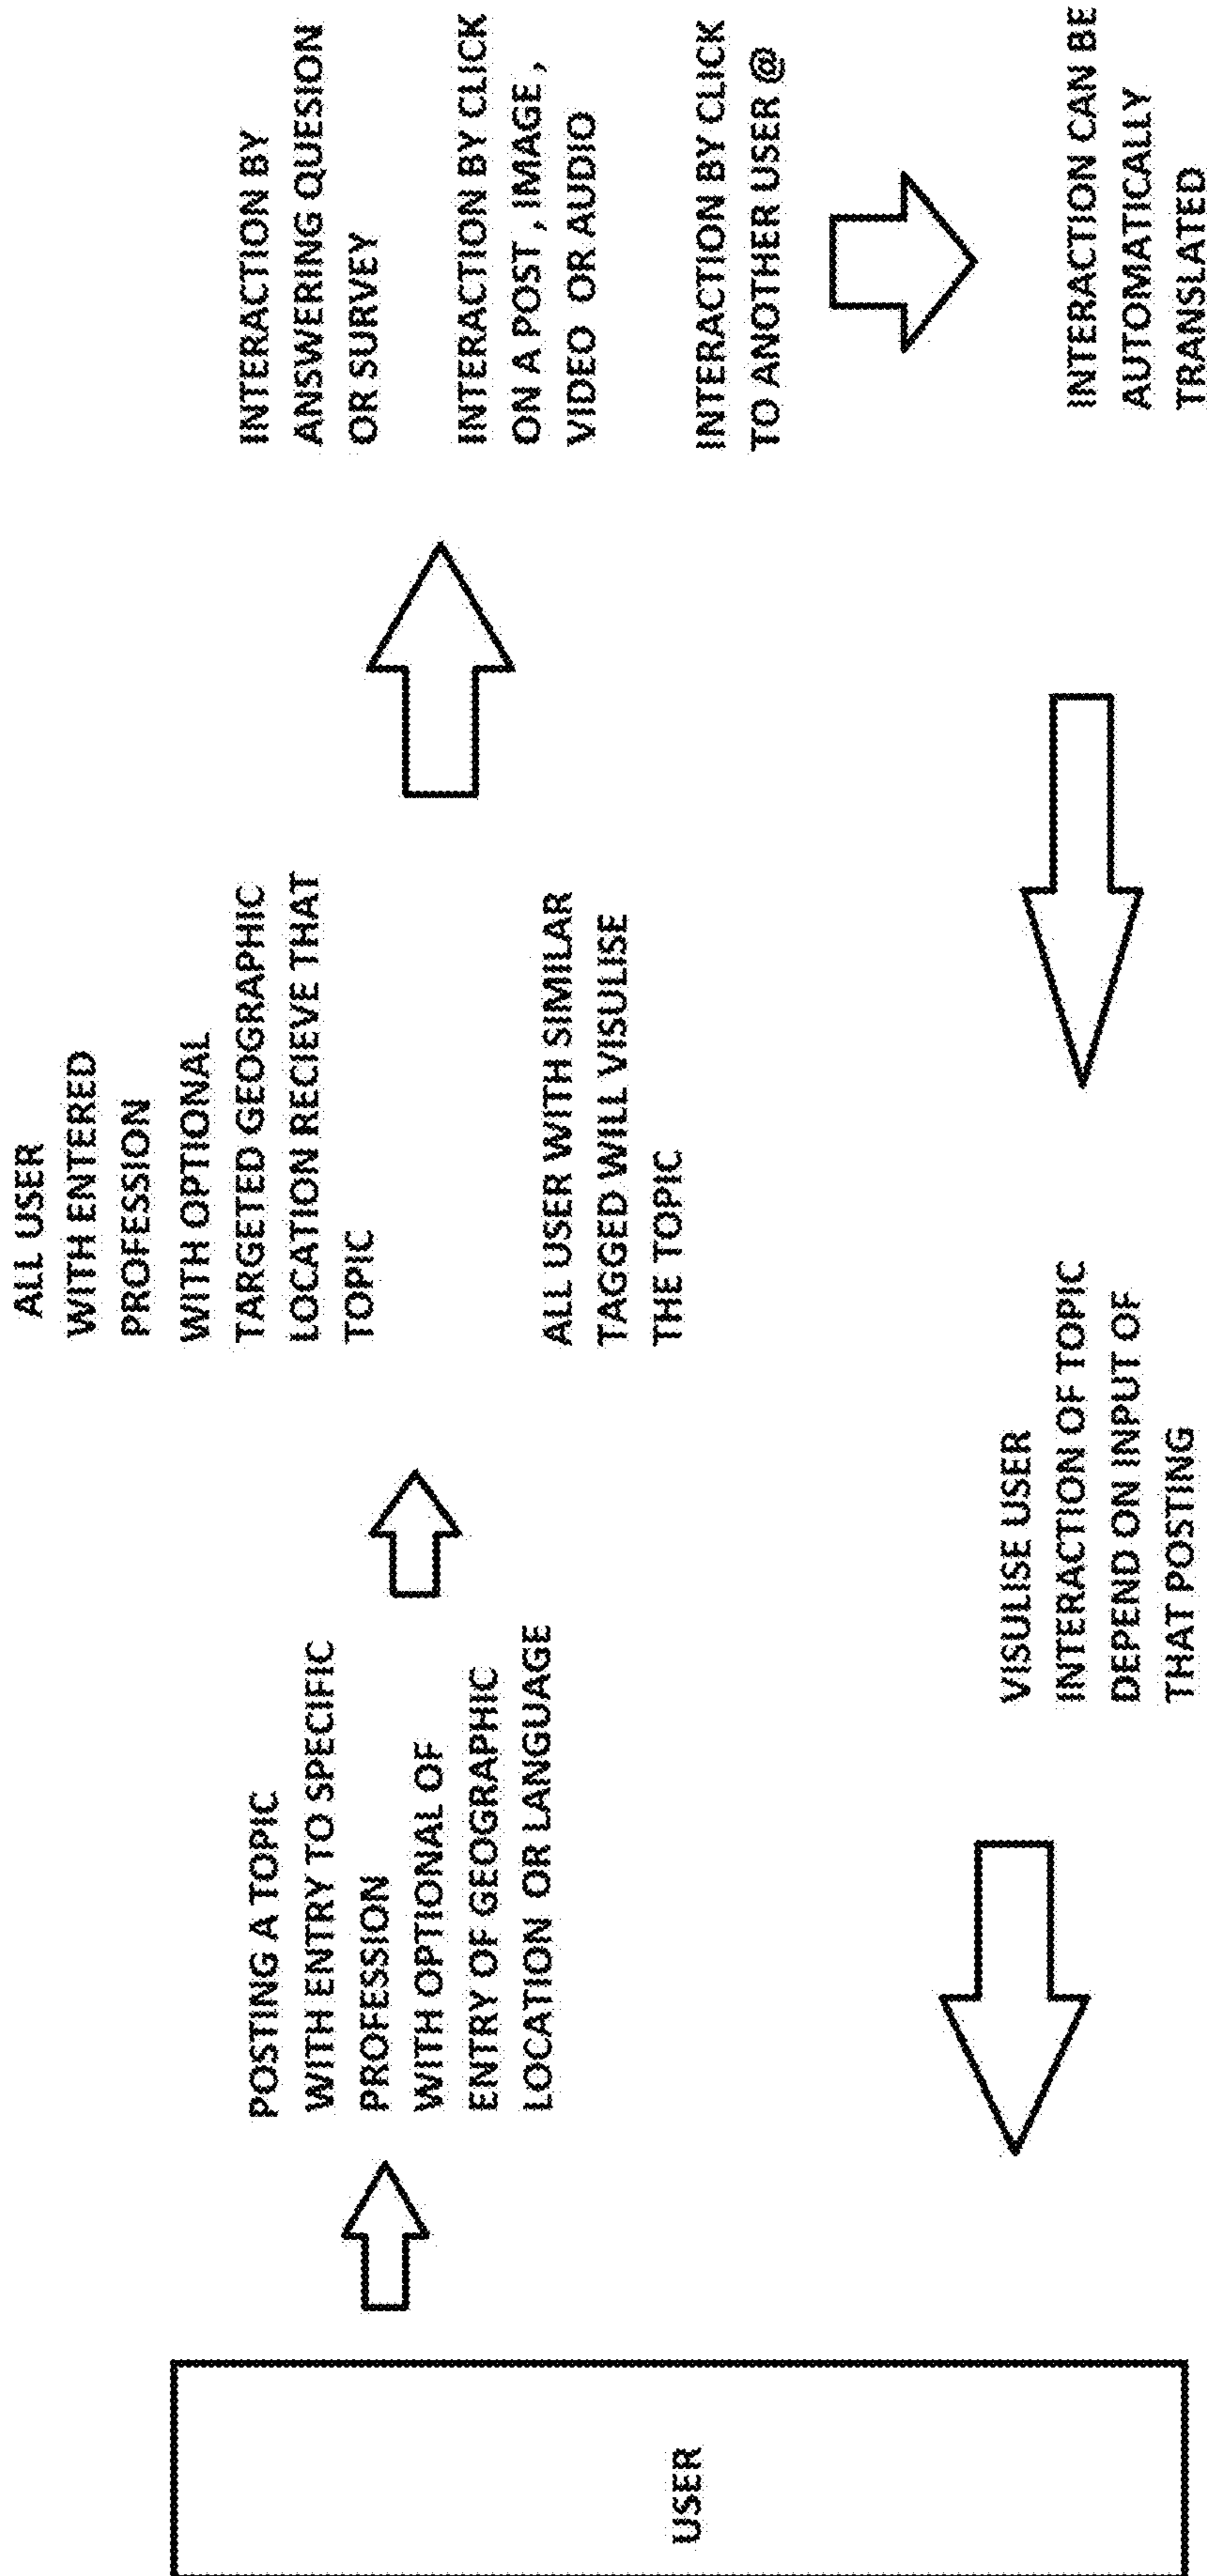 USER
POSTING A TOPIC
WITH ENTRY TO SPECIFIC
PROFESSION
WITH OPTIONAL OF
ENTRY OF GEOGRAPHIC
LOCATION OR LANGUAGE
ALL USER
WITH ENTERED
PROFESSION
WITH OPTIONAL
TARGETED GEOGRAPHIC
LOCATION RECIEVE THAT
TOPIC
ALL USER WITH SIMILAR
TAGGED WILL VISULISE
THE TOPIC
INTERACTION BY
ANSWERING QUESION
OR SURVEY
INTERACTION BY CLICK
ON A POST , IMAGE ,
VIDEO OR AUDIO
INTERACTION BY CLICK
TO ANOTHER USER @
INTERACTION CAN BE
AUTOMATICALLY
TRANSLATED
VISULISE USER
INTERACTION OF TOPIC
DEPEND ON INPUT OF
THAT POSTING